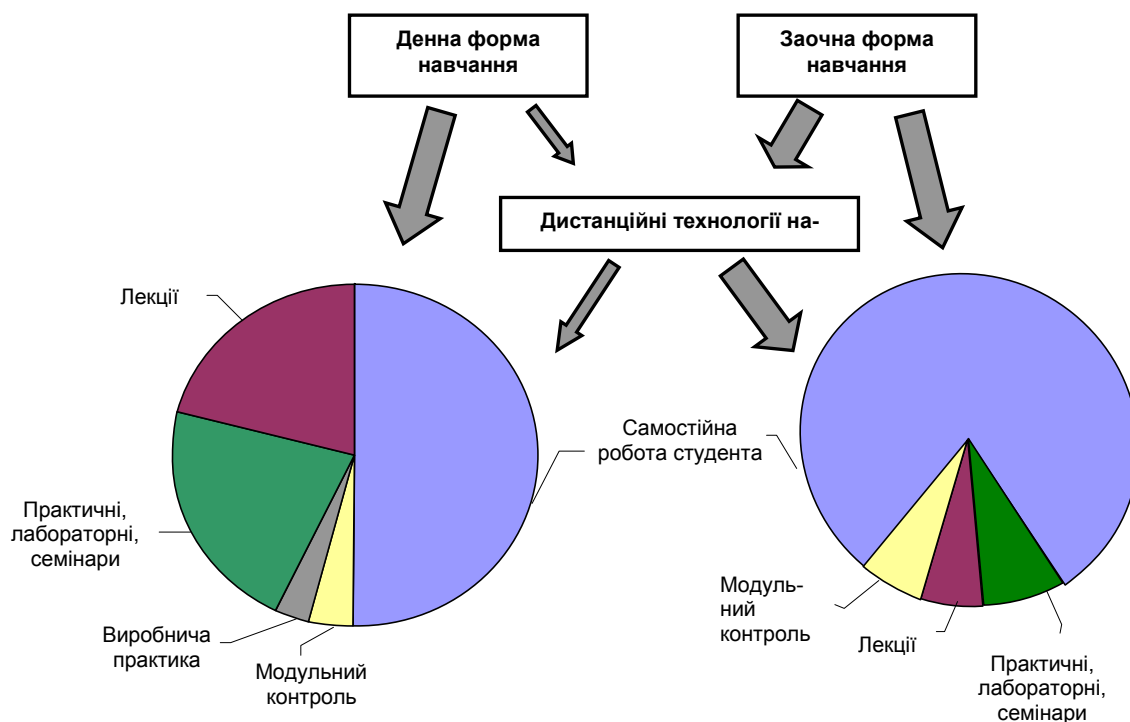 Денна форма
навчання
Заочна форма
навчання
Дистанційні технології на-
Лекції
Самостійна
робота студента
Практичні,
лабораторні,
семінари
Виробнича
практика
Модульний
контроль
Модуль-
ний
контроль
Лекції
Практичні,
лабораторні,
семінари